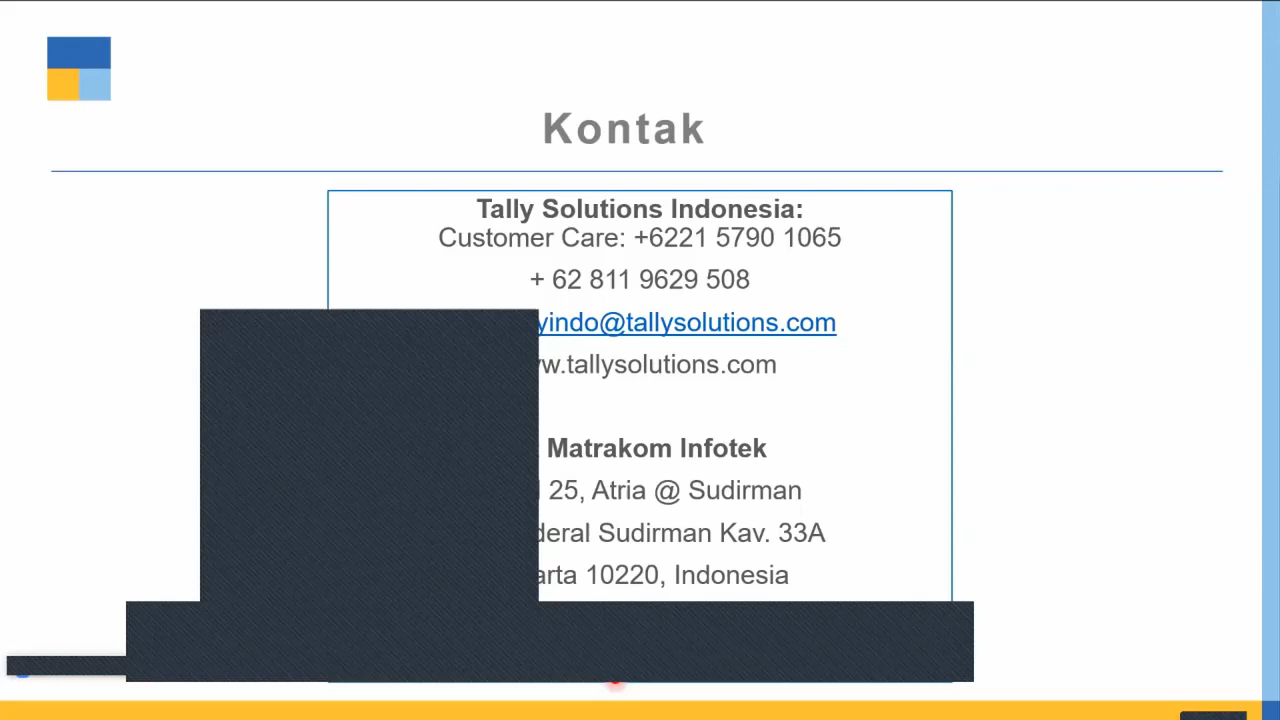 Kontak
Tally Solutions Indonesia:
Customer Care: +6221 5790 1065
+ 62 811 9629 508
yindo@tallysolutions.com
w.tallysolutions.com
Matrakom Infotek
25, Atria @ Sudirman
deral Sudirman Kav. 33A
arta 10220, Indonesia